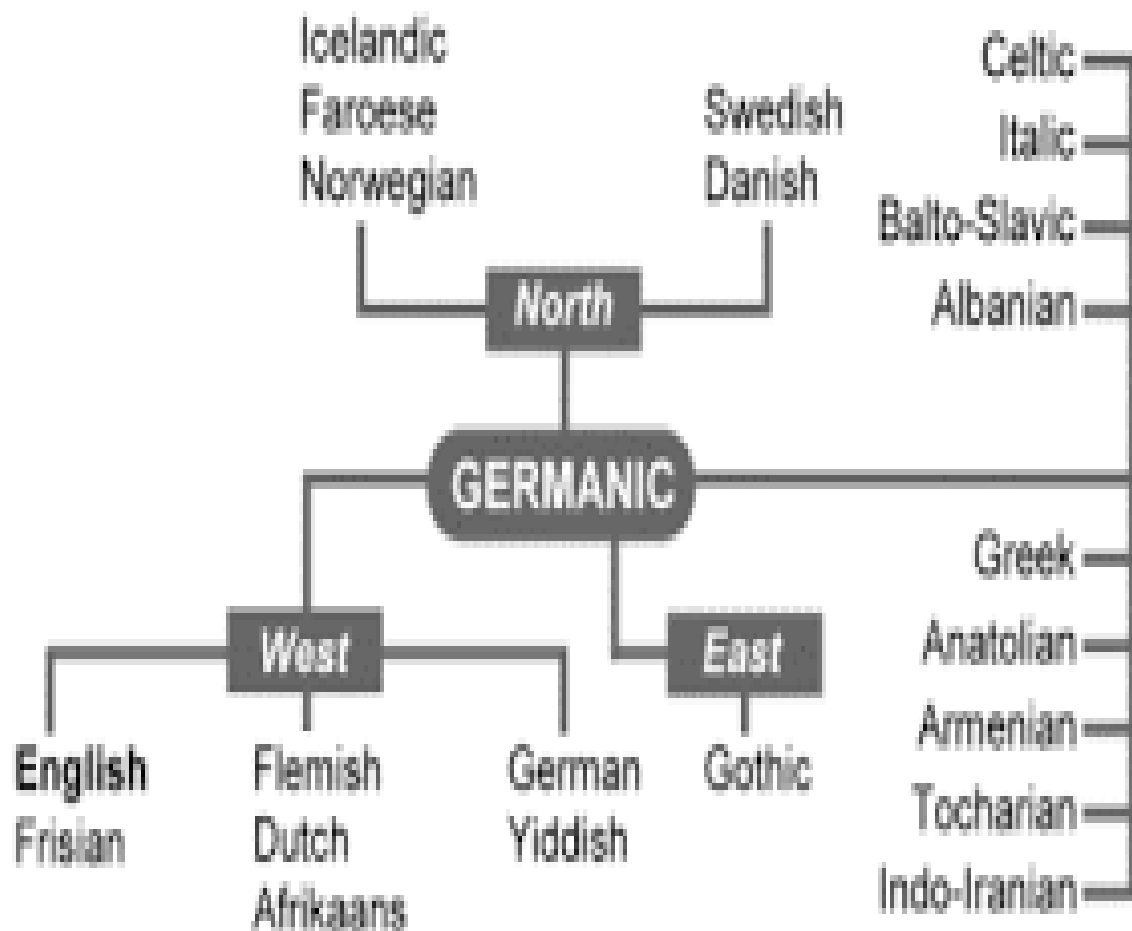 Icelandic
Faroese
Norwegian
Swedish
Danish
North
GERMANIC
West
East
English
Frisian
Flemish
Dutch
Afrikaans
German
Yiddish
Gothic
Celtic
Italic
Balto-Slavic
Albanian
Greek
Anatolian
Armenian
Tocharian
Indo-Iranian